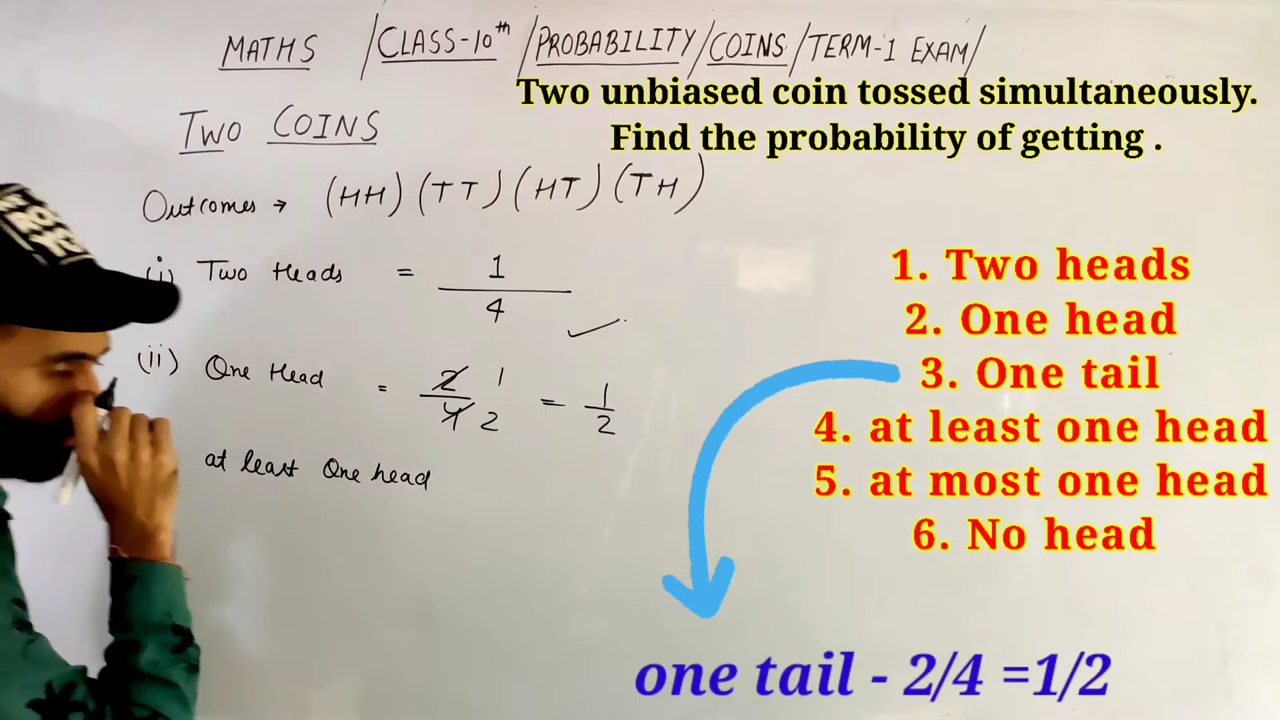 MATHS /CLASS-10th/PROBABILITY/COINS/TERM-1 EXAM/
Two unbiased coin tossed simultaneously.
Find the probability of getting .
TWO COINS
Outcomes → (HH) (TT) (HT) (TH)
(i) Two Heads = 1/4
(ii) One Head = 2/4 1 2 = 1/2
at least One head
1. Two heads
2. One head
3. One tail
4. at least one head
5. at most one head
6. No head
one tail - 2/4 =1/2